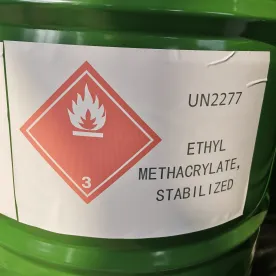 UN2277
ETHYL
METHACRYLATE,
STABILIZED
3